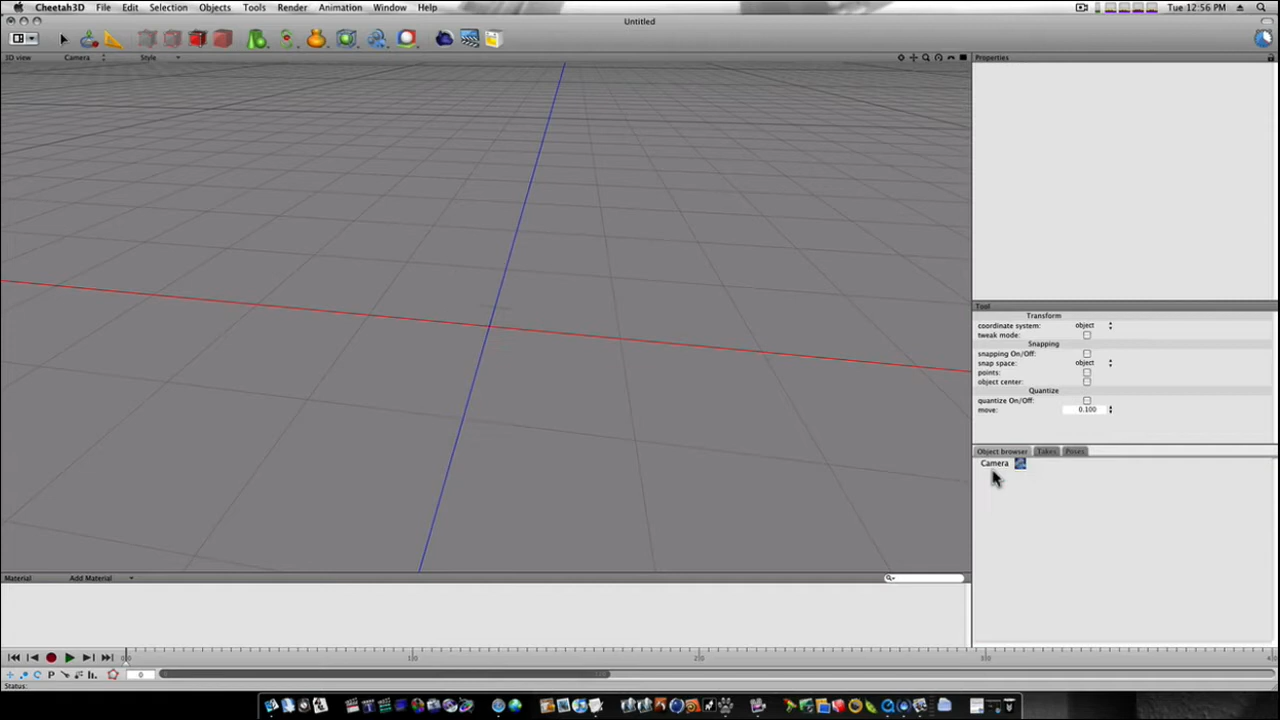 Cheetah3D File Edit Selection Objects Tools Render Animation Window Help Tue 12:56 PM
Untitled
3D view Camera Style
Properties
Tool
Transform
coordinate system: object
tweak mode:
Snapping
snapping On/Off:
snap space: object
points:
object center:
Quantize
quantize On/Off:
move: 0.100
Object browser Takes Poses
Camera
Material Add Material
0
P
Status: